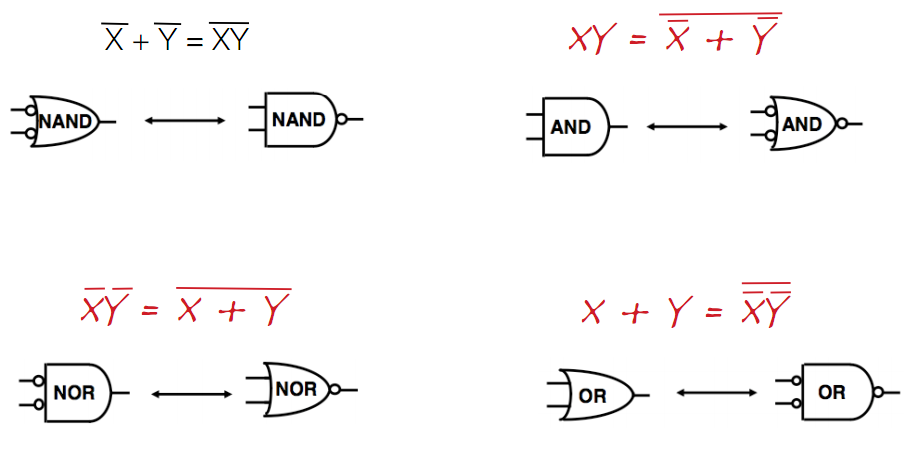 X̅ + Y̅ = X̅Y̅
XY = X̅ + Y̅
NAND NAND
AND AND
X̅Y̅ = X + Y
X + Y = X̅Y̅
NOR NOR
OR OR